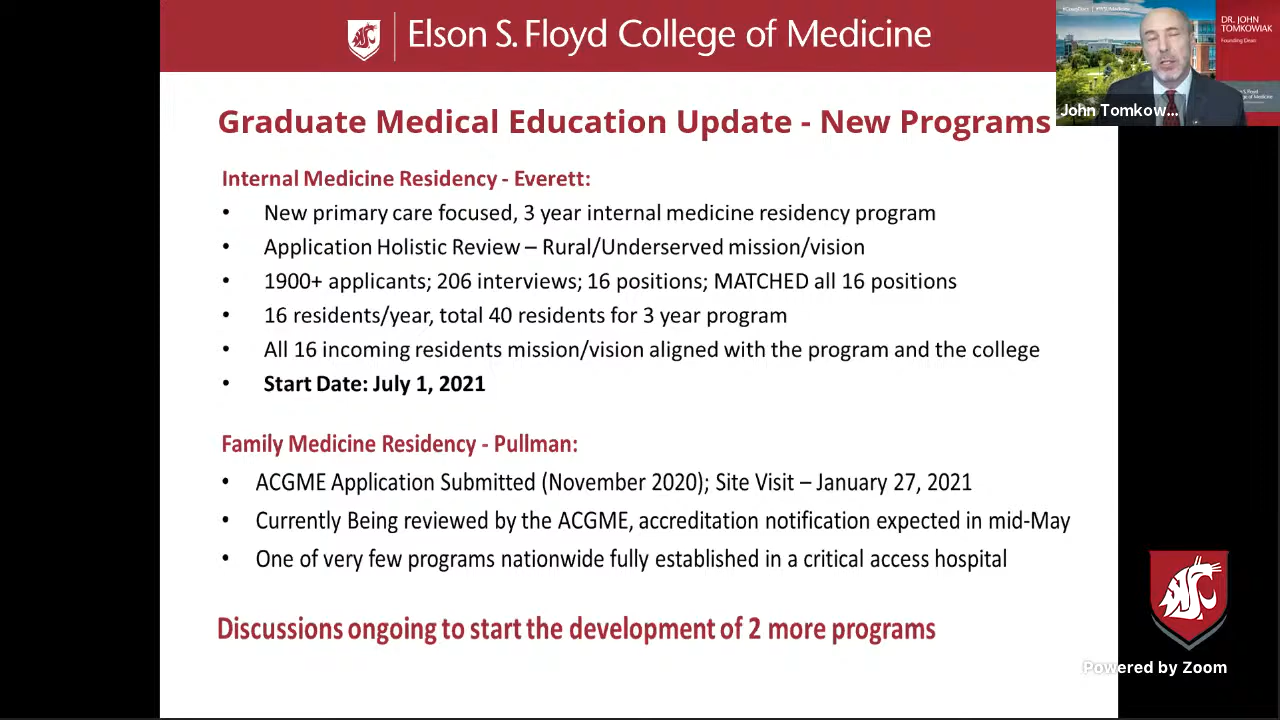 Elson S. Floyd College of Medicine
DR. JOHN
TOMKOWIAK
Founding Dean
John Tomkow...
Graduate Medical Education Update - New Programs
Internal Medicine Residency - Everett:
• New primary care focused, 3 year internal medicine residency program
• Application Holistic Review – Rural/Underserved mission/vision
• 1900+ applicants; 206 interviews; 16 positions; MATCHED all 16 positions
• 16 residents/year, total 40 residents for 3 year program
• All 16 incoming residents mission/vision aligned with the program and the college
• Start Date: July 1, 2021
Family Medicine Residency - Pullman:
• ACGME Application Submitted (November 2020); Site Visit – January 27, 2021
• Currently Being reviewed by the ACGME, accreditation notification expected in mid-May
• One of very few programs nationwide fully established in a critical access hospital
Discussions ongoing to start the development of 2 more programs
Powered by Zoom